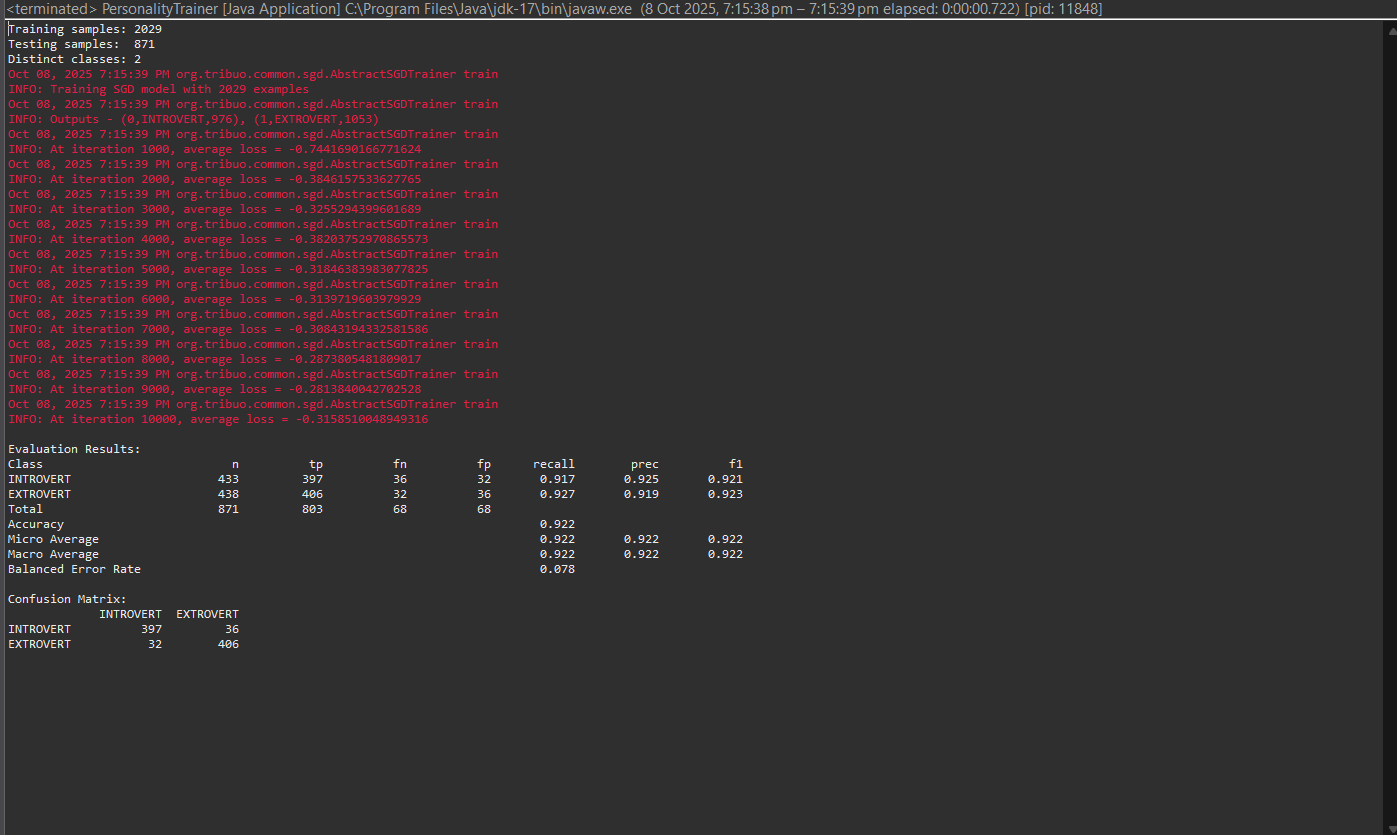 <terminated> PersonalityTrainer [Java Application] C:\Program Files\Java\jdk-17\bin\javaw.exe (8 Oct 2025, 7:15:38 pm – 7:15:39 pm elapsed: 0:00:00.722) [pid: 11848]
Training samples: 2029
Testing samples:  871
Distinct classes: 2
Oct 08, 2025 7:15:39 PM org.tribuo.common.sgd.AbstractSGDTrainer train
INFO: Training SGD model with 2029 examples
Oct 08, 2025 7:15:39 PM org.tribuo.common.sgd.AbstractSGDTrainer train
INFO: Outputs - (0,INTROVERT,976), (1,EXTROVERT,1053)
Oct 08, 2025 7:15:39 PM org.tribuo.common.sgd.AbstractSGDTrainer train
INFO: At iteration 1000, average loss = -0.7441690166771624
Oct 08, 2025 7:15:39 PM org.tribuo.common.sgd.AbstractSGDTrainer train
INFO: At iteration 2000, average loss = -0.3846157533627765
Oct 08, 2025 7:15:39 PM org.tribuo.common.sgd.AbstractSGDTrainer train
INFO: At iteration 3000, average loss = -0.3255294399601689
Oct 08, 2025 7:15:39 PM org.tribuo.common.sgd.AbstractSGDTrainer train
INFO: At iteration 4000, average loss = -0.38203752970865573
Oct 08, 2025 7:15:39 PM org.tribuo.common.sgd.AbstractSGDTrainer train
INFO: At iteration 5000, average loss = -0.31846383983077825
Oct 08, 2025 7:15:39 PM org.tribuo.common.sgd.AbstractSGDTrainer train
INFO: At iteration 6000, average loss = -0.3139719603979929
Oct 08, 2025 7:15:39 PM org.tribuo.common.sgd.AbstractSGDTrainer train
INFO: At iteration 7000, average loss = -0.30843194332581586
Oct 08, 2025 7:15:39 PM org.tribuo.common.sgd.AbstractSGDTrainer train
INFO: At iteration 8000, average loss = -0.2873805481809017
Oct 08, 2025 7:15:39 PM org.tribuo.common.sgd.AbstractSGDTrainer train
INFO: At iteration 9000, average loss = -0.2813840042702528
Oct 08, 2025 7:15:39 PM org.tribuo.common.sgd.AbstractSGDTrainer train
INFO: At iteration 10000, average loss = -0.3158510048949316
Evaluation Results:
Class n tp fn fp recall prec f1
INTROVERT 433 397 36 32 0.917 0.925 0.921
EXTROVERT 438 406 32 36 0.927 0.919 0.923
Total 871 803 68 68
Accuracy 0.922
Micro Average 0.922 0.922 0.922
Macro Average 0.922 0.922 0.922
Balanced Error Rate 0.078
Confusion Matrix:
INTROVERT EXTROVERT
INTROVERT 397 36
EXTROVERT 32 406